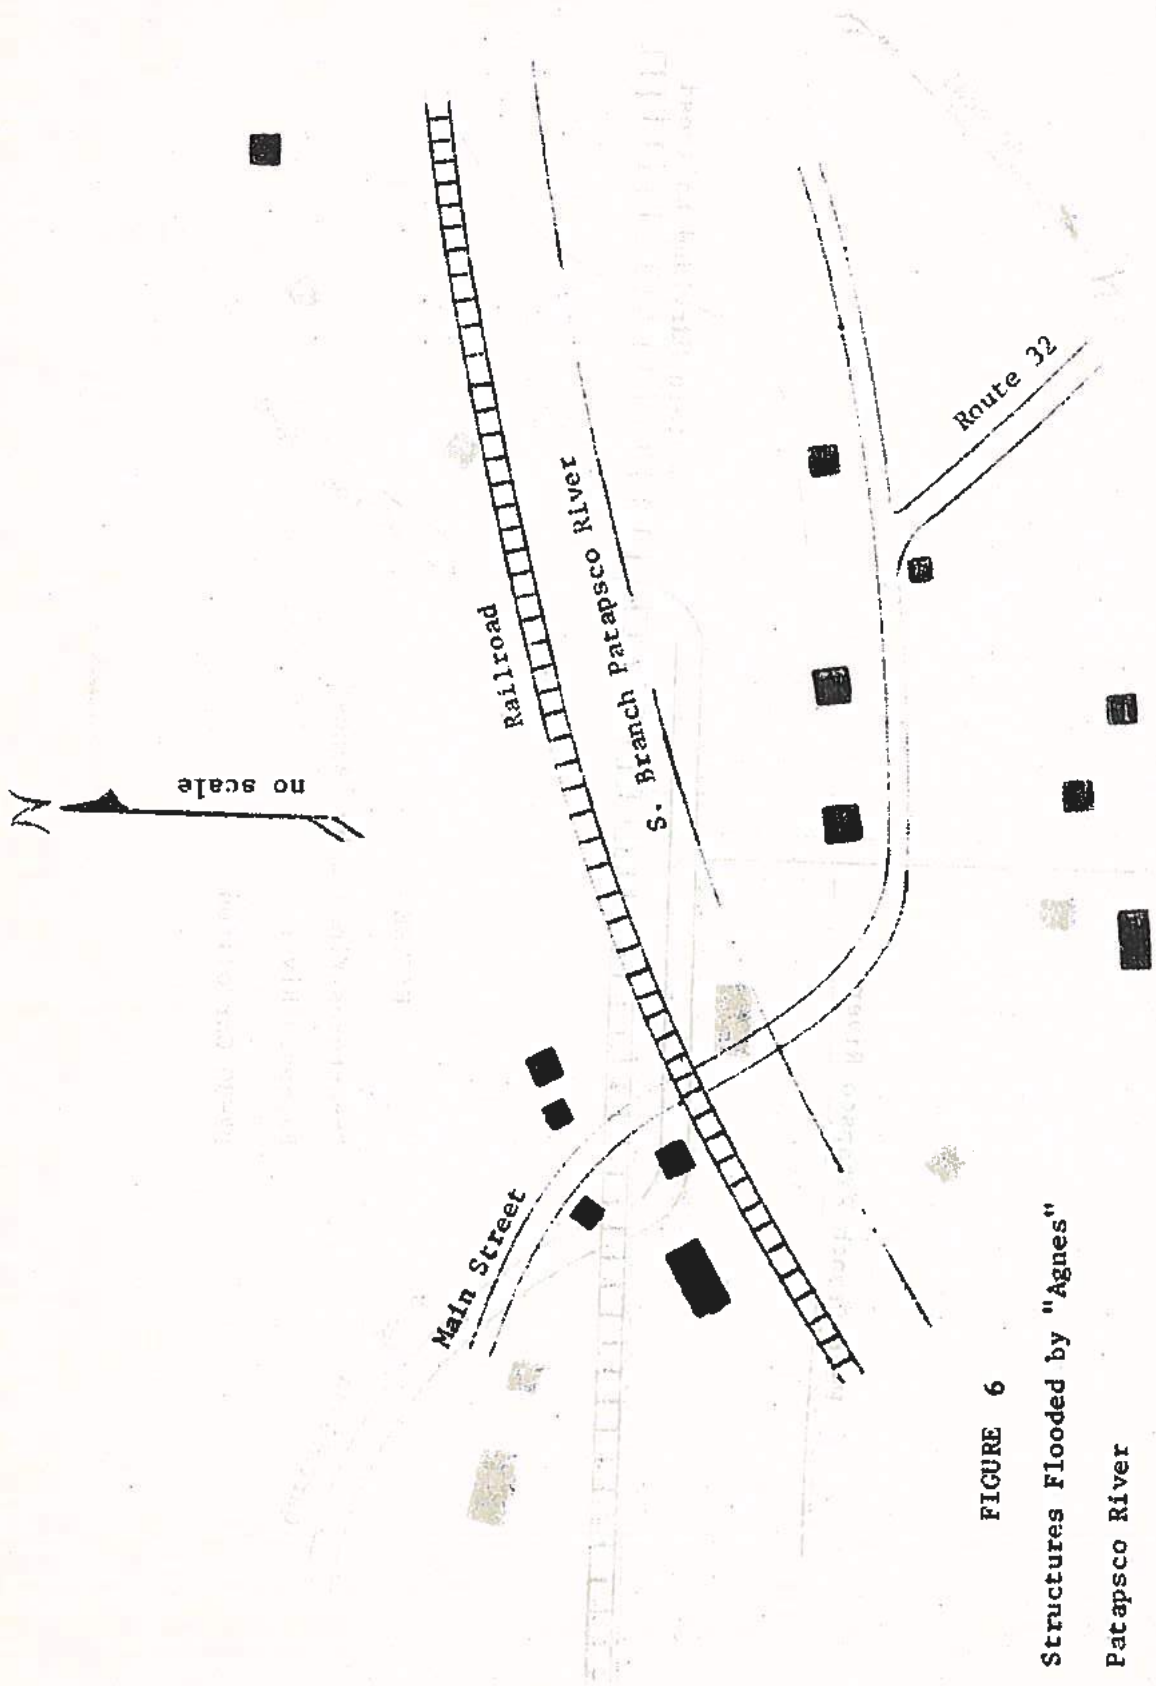 N
no scale
Railroad
S. Branch Patapsco River
Route 32
Main Street
FIGURE 6
Structures Flooded by "Agnes"
Patapsco River